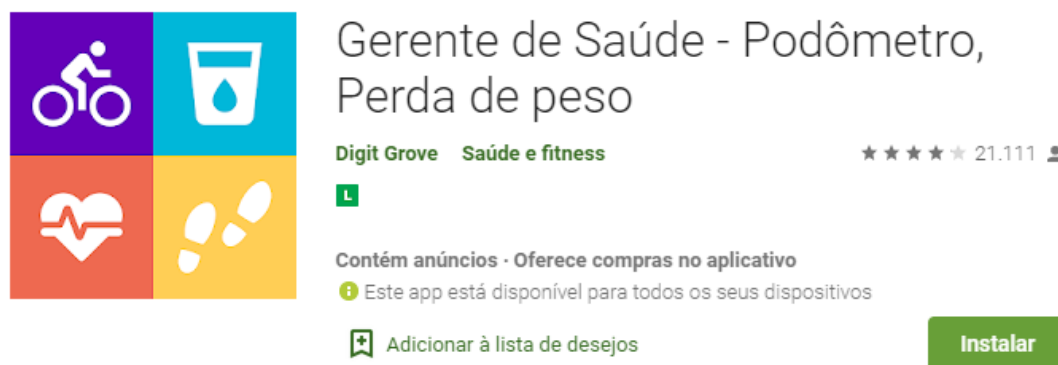 Gerente de Saúde - Podômetro,
Perda de peso
Digit Grove Saúde e fitness 21.111
L
Contém anúncios · Oferece compras no aplicativo
Este app está disponível para todos os seus dispositivos
Adicionar à lista de desejos
Instalar